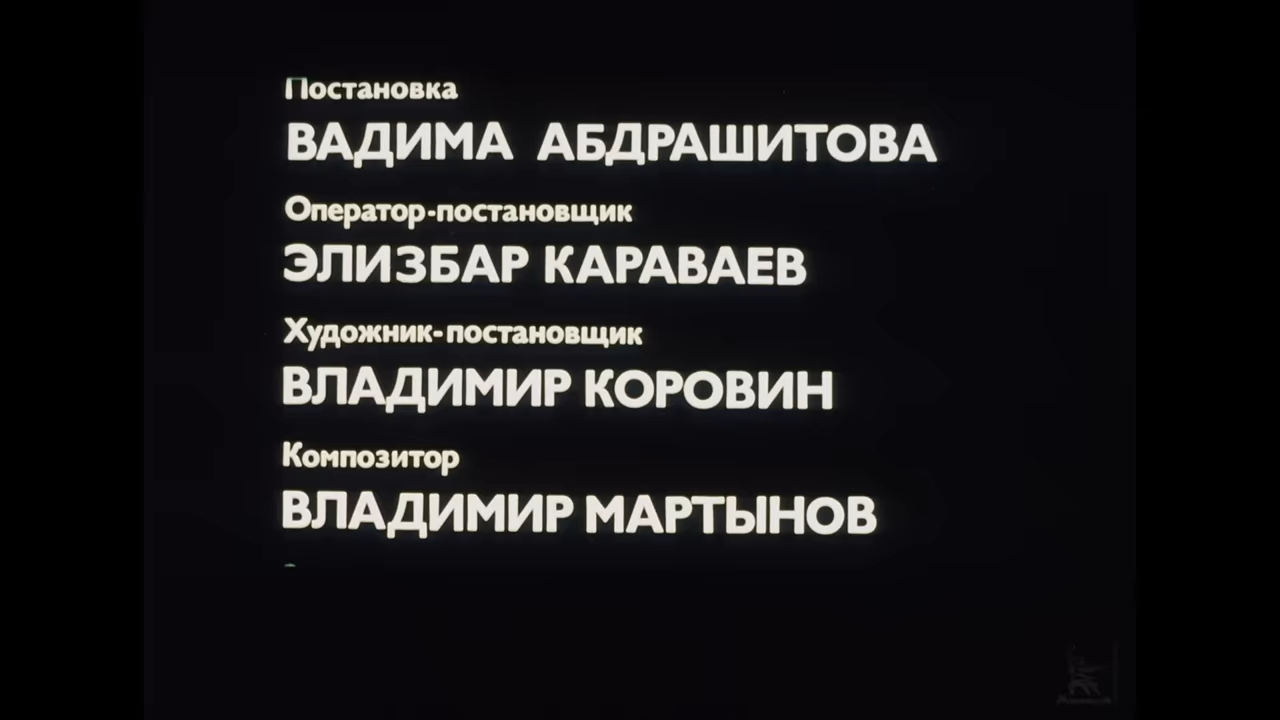 Постановка
ВАДИМА АБДРАШИТОВА
Оператор-постановщик
ЭЛИЗБАР КАРАВАЕВ
Художник-постановщик
ВЛАДИМИР КОРОВИН
Композитор
ВЛАДИМИР МАРТЫНОВ